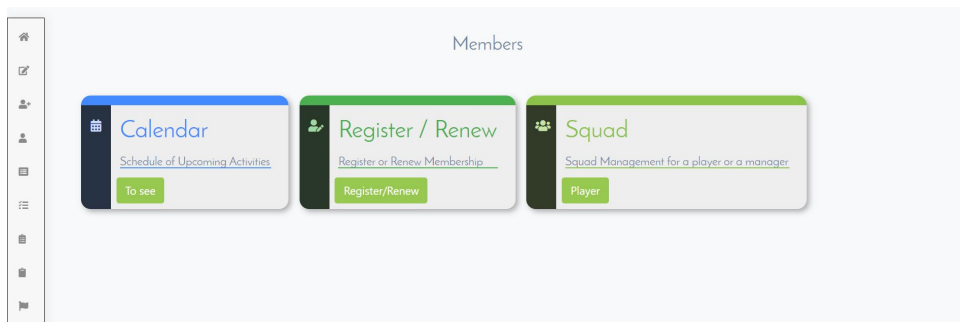 Members
Calendar
Schedule of Upcoming Activities
To see
Register / Renew
Register or Renew Membership
Register/Renew
Squad
Squad Management for a player or a manager
Player